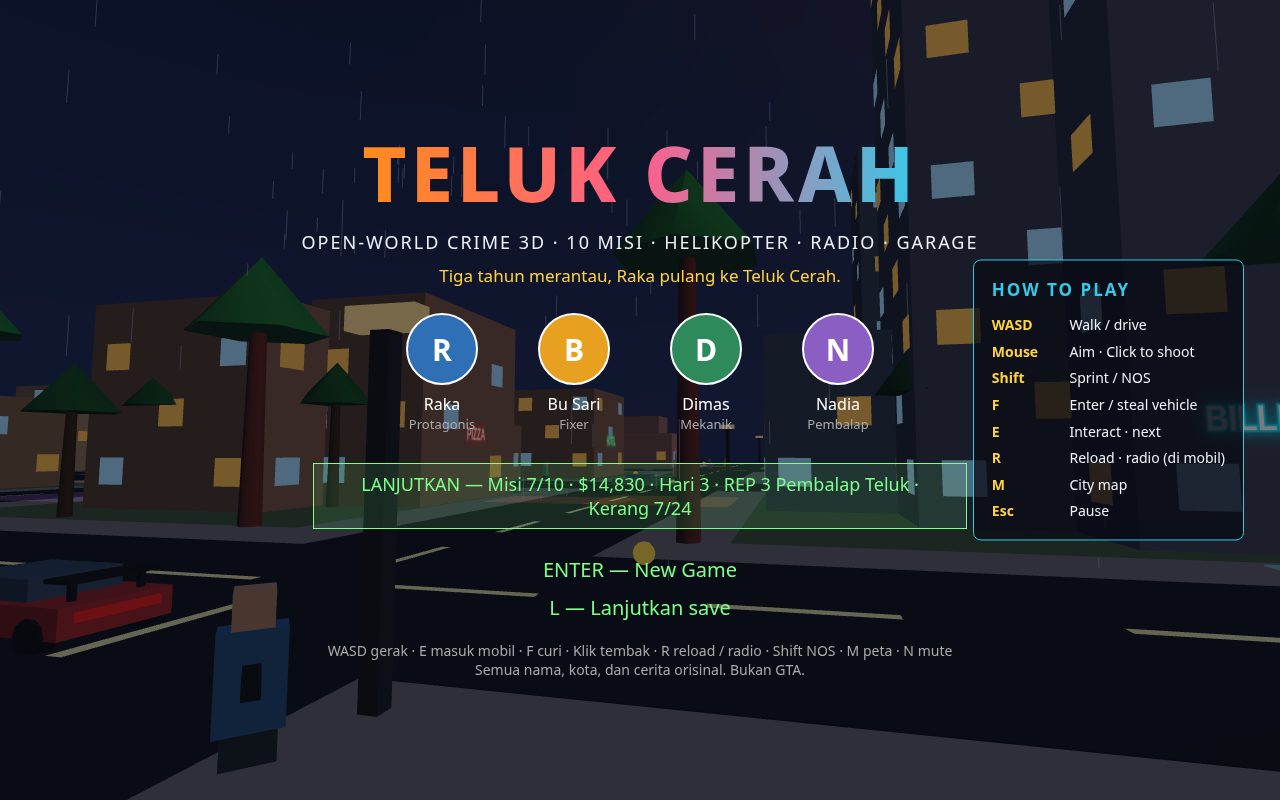 TELUK CERAH
OPEN-WORLD CRIME 3D · 10 MISI · HELIKOPTER · RADIO · GARAGE
Tiga tahun merantau, Raka pulang ke Teluk Cerah.
R B D N
Raka Bu Sari Dimas Nadia
Protagonis Fixer Mekanik Pembalap
PIZZA
LANJUTKAN — Misi 7/10 · $14,830 · Hari 3 · REP 3 Pembalap Teluk ·
Kerang 7/24
ENTER — New Game
L — Lanjutkan save
WASD gerak · E masuk mobil · F curi · Klik tembak · R reload / radio · Shift NOS · M peta · N mute
Semua nama, kota, dan cerita orisinal. Bukan GTA.
HOW TO PLAY
WASD Walk / drive
Mouse Aim · Click to shoot
Shift Sprint / NOS
F Enter / steal vehicle
E Interact · next
R Reload · radio (di mobil)
M City map
Esc Pause